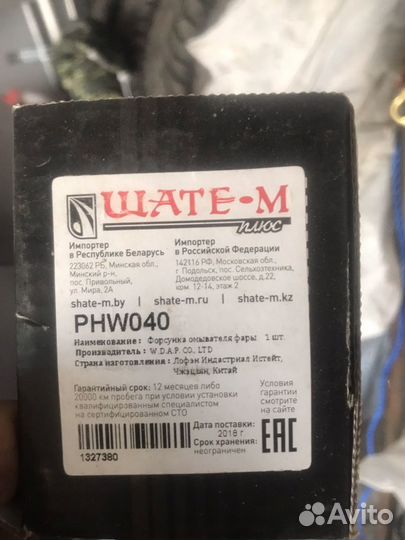 ШАТЕ-М
плюс
Импортер
в Республике Беларусь
223062 РБ, Минская обл.,
Минский р-н,
пос. Привольный,
ул. Мира, 2А
Импортер
в Российской Федерации
142116 РФ, Московская обл.,
г. Подольск, пос. Сельхозтехника,
Домодедовское шоссе, д.22,
ком. 12-14, этаж 2
shate-m.by | shate-m.ru | shate-m.kz
PHW040
Наименование: Форсунка омывателя фары 1 шт.
Производитель : W.D.A.P. CO., LTD
Страна изготовления : Лофэн Индастриал Истейт,
Чжэцзян, Китай
Гарантийный срок: 12 месяцев либо
20000 км пробега при условии установки
квалифицированным специалистом
на сертифицированном СТО
Условия
гарантии
смотрите
на сайте
1327380
Дата поставки:
2018 г
Срок хранения:
неограничен
ЕАС
Avito